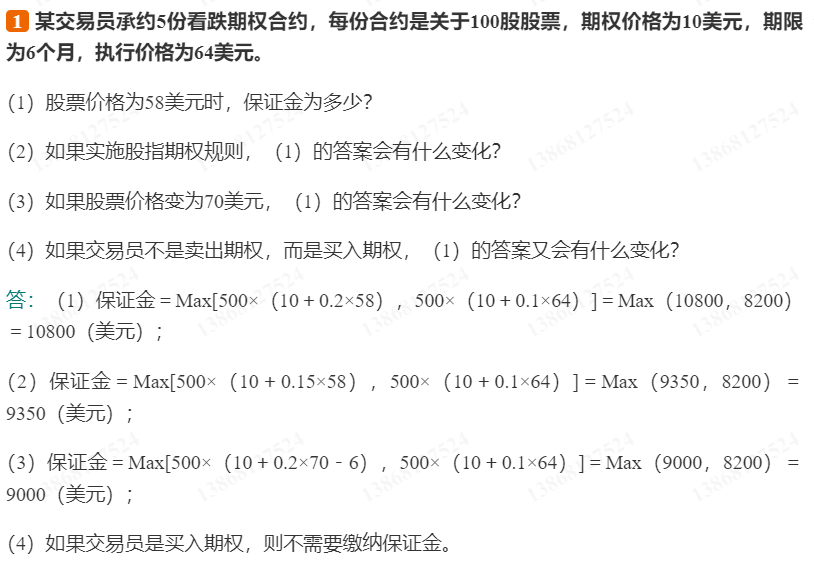 1 某交易员承约5份看跌期权合约，每份合约是关于100股股票，期权价格为10美元，期限
为6个月，执行价格为64美元。
（1）股票价格为58美元时，保证金为多少？
（2）如果实施股指期权规则，（1）的答案会有什么变化？
（3）如果股票价格变为70美元，（1）的答案会有什么变化？
（4）如果交易员不是卖出期权，而是买入期权，（1）的答案又会有什么变化？
答：（1）保证金＝Max[500×（10＋0.2×58），500×（10＋0.1×64）]＝Max（10800，8200）
＝10800（美元）；
（2）保证金＝Max[500×（10＋0.15×58），500×（10＋0.1×64）]＝Max（9350，8200）＝
9350（美元）；
（3）保证金＝Max[500×（10＋0.2×70－6），500×（10＋0.1×64）]＝Max（9000，8200）＝
9000（美元）；
（4）如果交易员是买入期权，则不需要缴纳保证金。
13868127524